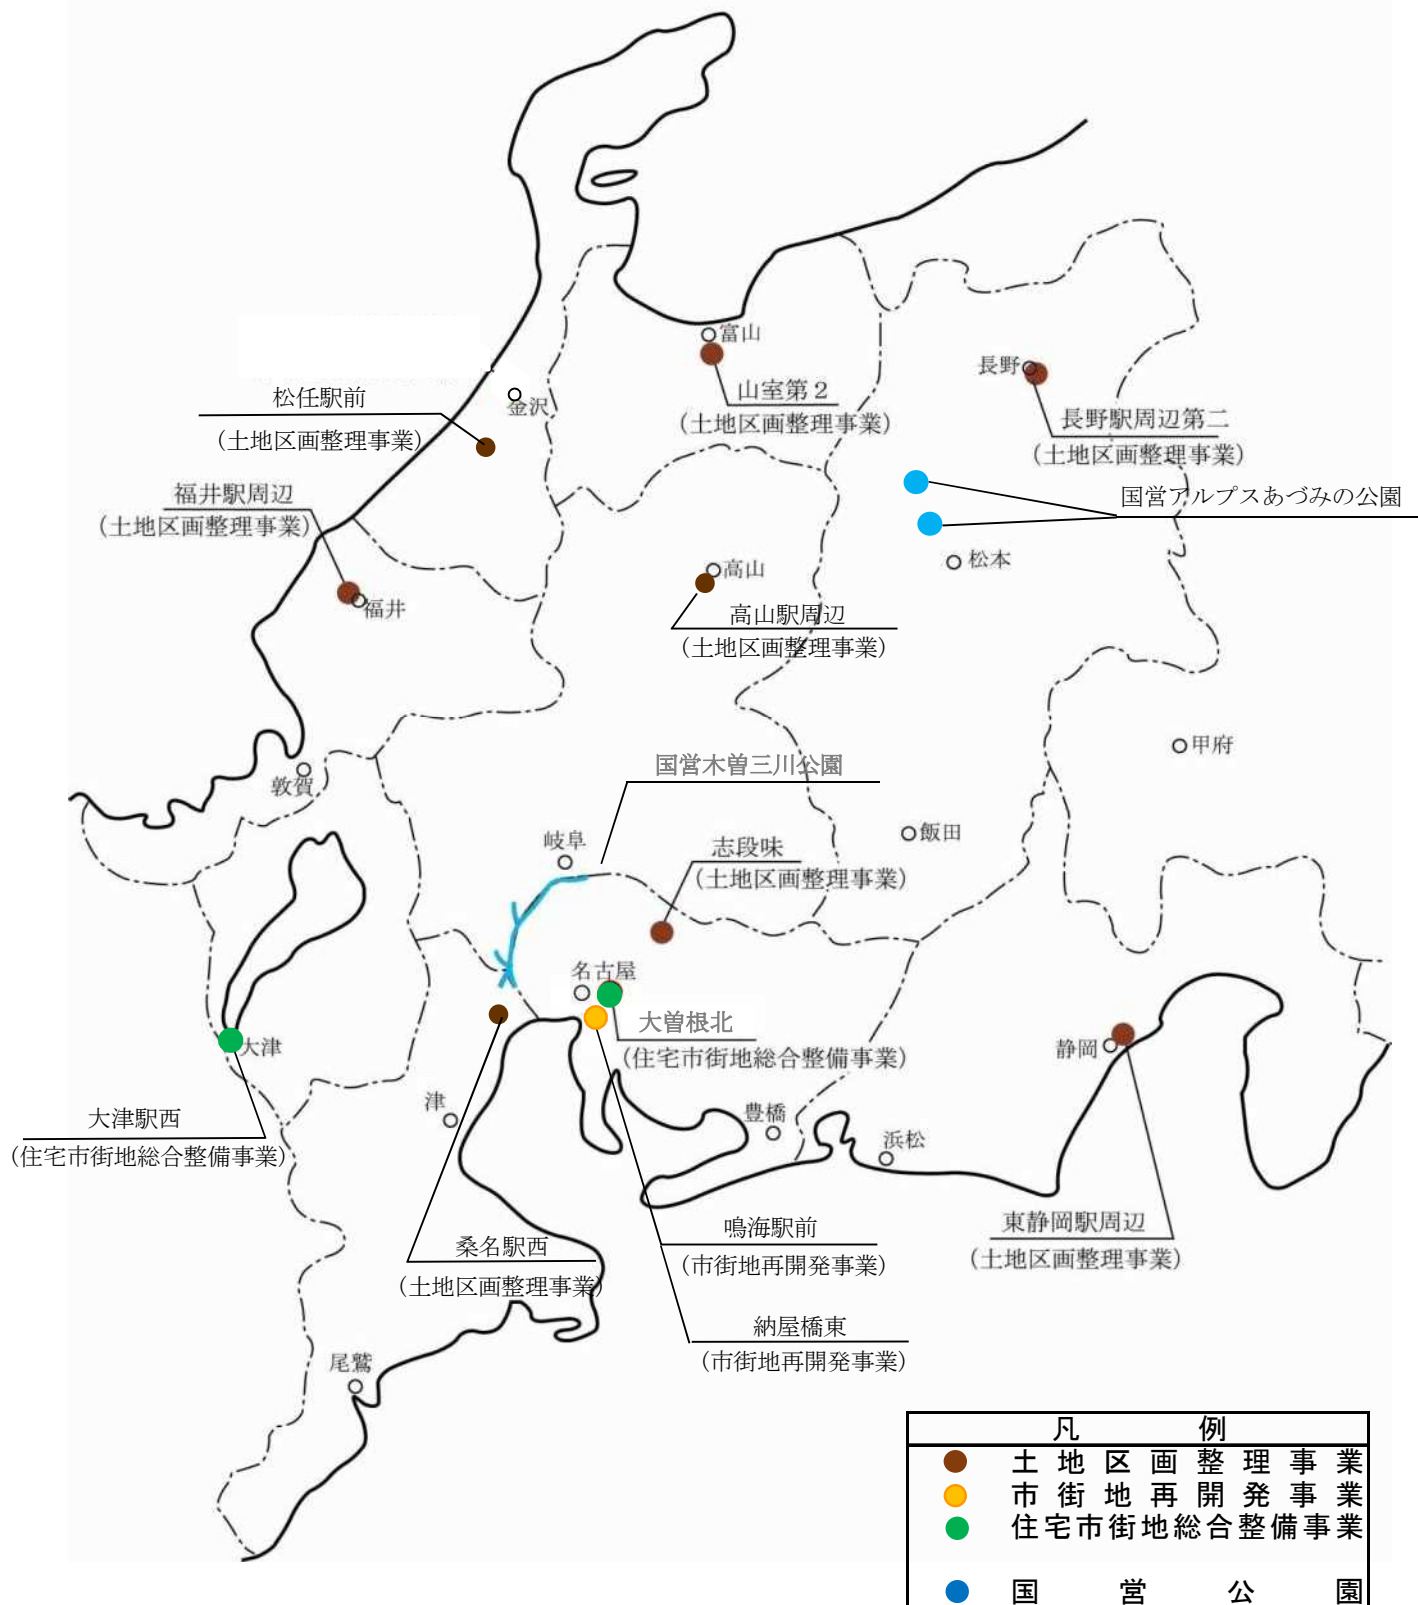 富山
山室第２
（土地区画整理事業）
長野
長野駅周辺第二
（土地区画整理事業）
松任駅前
（土地区画整理事業）
金沢
福井駅周辺
（土地区画整理事業）
福井
国営アルプスあづみの公園
松本
高山
高山駅周辺
（土地区画整理事業）
甲府
敦賀
国営木曽三川公園
岐阜
志段味
（土地区画整理事業）
飯田
名古屋
大曽根北
（住宅市街地総合整備事業）
大津
大津駅西
（住宅市街地総合整備事業）
津
豊橋
浜松
静岡
東静岡駅周辺
（土地区画整理事業）
桑名駅西
（土地区画整理事業）
鳴海駅前
（市街地再開発事業）
納屋橋東
（市街地再開発事業）
尾鷲
凡例
土地区画整理事業
市街地再開発事業
住宅市街地総合整備事業
国営公園